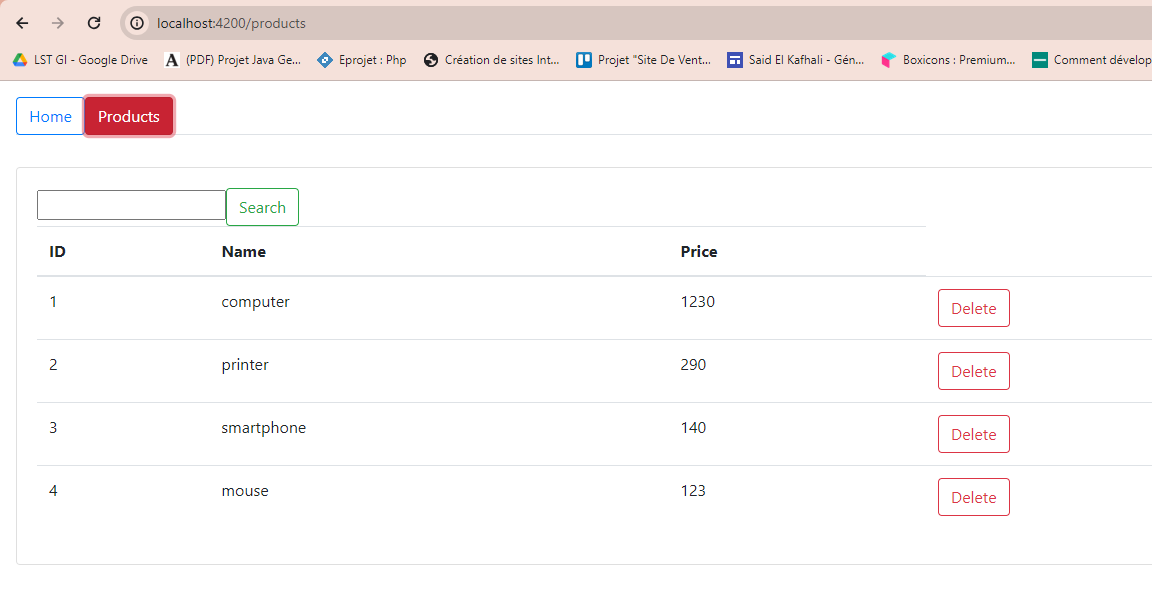 localhost:4200/products
LST GI - Google Drive A (PDF) Projet Java Ge... Eprojet : Php Création de sites Int... Projet "Site De Vent... Said El Kafhali - Gén... Boxicons : Premium... Comment dévelop
Home Products
Search
ID Name Price
1 computer 1230 Delete
2 printer 290 Delete
3 smartphone 140 Delete
4 mouse 123 Delete